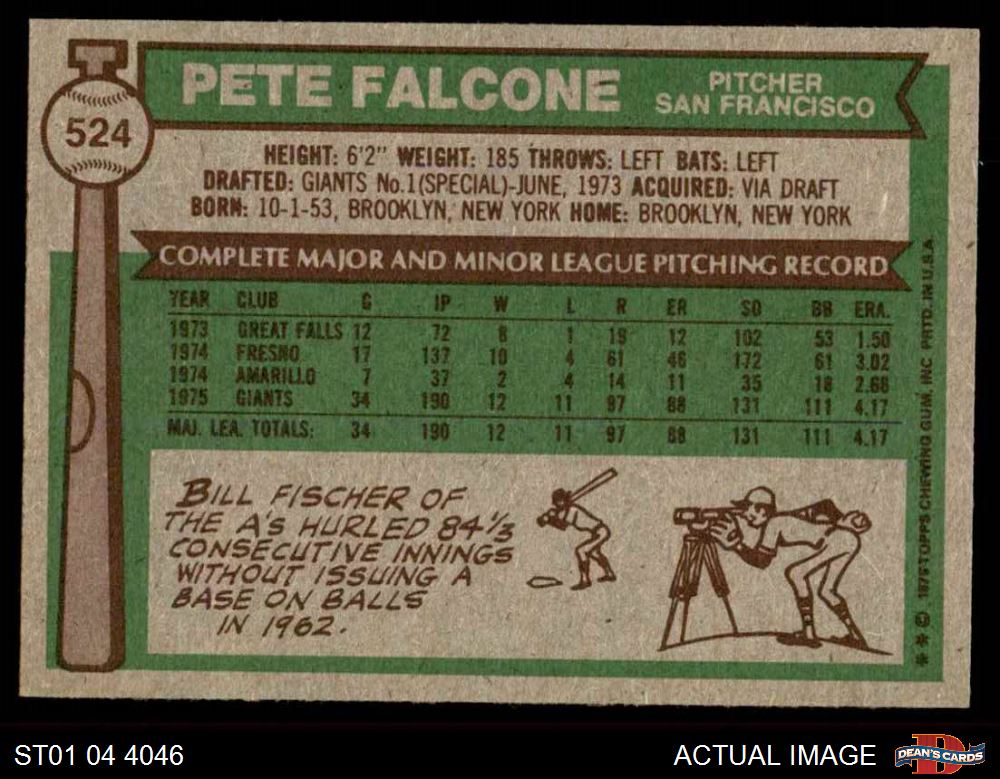 524
PETE FALCONE
PITCHER
SAN FRANCISCO
HEIGHT: 6'2" WEIGHT: 185 THROWS: LEFT BATS: LEFT
DRAFTED: GIANTS No.1(SPECIAL)-JUNE, 1973 ACQUIRED: VIA DRAFT
BORN: 10-1-53, BROOKLYN, NEW YORK HOME: BROOKLYN, NEW YORK
COMPLETE MAJOR AND MINOR LEAGUE PITCHING RECORD
YEAR CLUB G IP W L R ER SO BB ERA.
1973 GREAT FALLS 12 72 8 1 19 12 102 53 1.50
1974 FRESNO 17 137 10 4 61 46 172 61 3.02
1974 AMARILLO 7 37 2 4 14 11 35 18 2.68
1975 GIANTS 34 190 12 11 97 88 131 111 4.17
MAJ. LEA. TOTALS: 34 190 12 11 97 88 131 111 4.17
BILL FISCHER OF
THE A's HURLED 84 1/3
CONSECUTIVE INNINGS
WITHOUT ISSUING A
BASE ON BALLS
IN 1962.
** © 1976 TOPPS CHEWING GUM, INC PRTD. IN U.S.A.
ST01 04 4046
ACTUAL IMAGE
DEAN'S CARDS